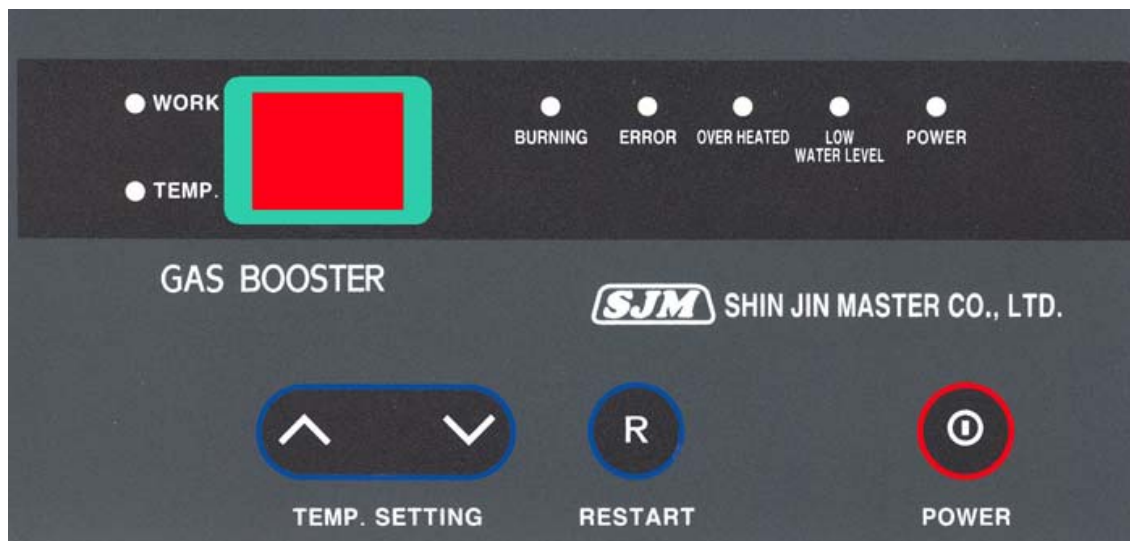 WORK
TEMP.
BURNING
ERROR
OVER HEATED
LOW
WATER LEVEL
POWER
GAS BOOSTER
SJM SHIN JIN MASTER CO., LTD.
R
TEMP. SETTING
RESTART
POWER